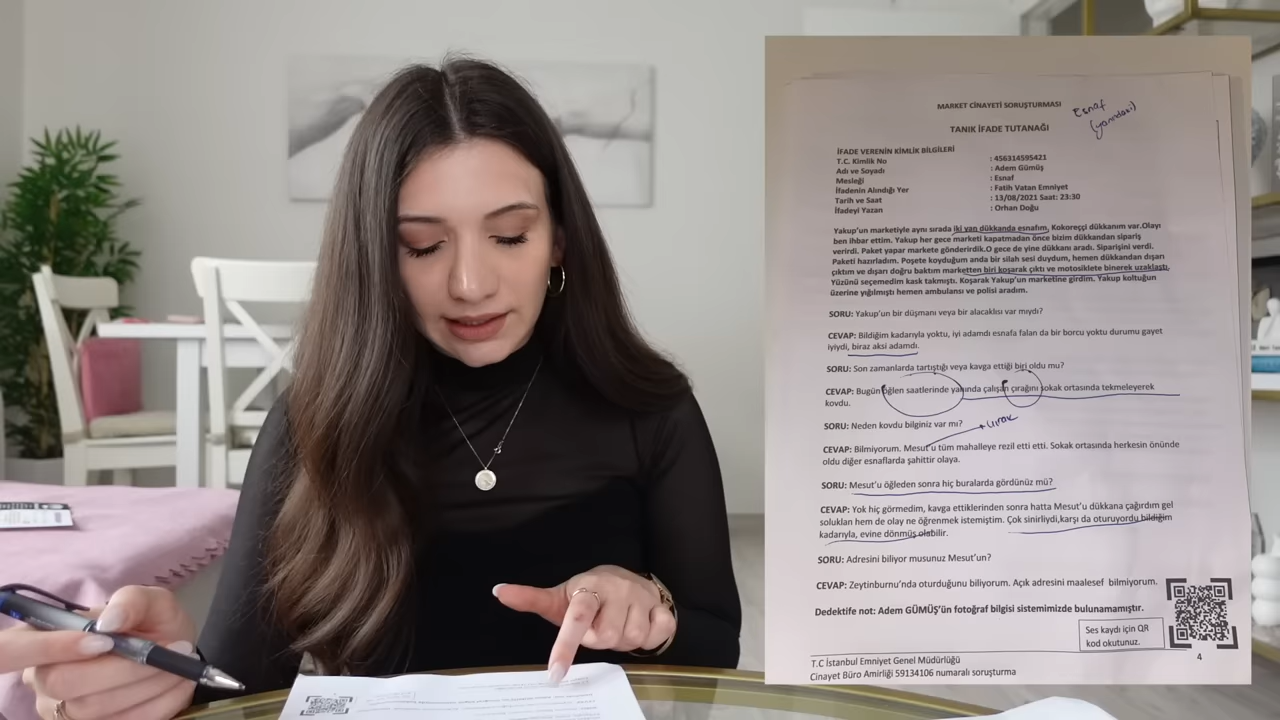 MARKET CİNAYETİ SORUŞTURMASI
Esnaf
(yanındaki)
TANIK İFADE TUTANAĞI
İFADE VERENİN KİMLİK BİLGİLERİ
T.C. Kimlik No : 456314595421
Adı ve Soyadı : Adem Gümüş
Mesleği : Esnaf
İfadenin Alındığı Yer : Fatih Vatan Emniyet
Tarih ve Saat : 13/08/2021 Saat: 23:30
İfadeyi Yazan : Orhan Doğu
Yakup'un marketiyle aynı sırada iki yan dükkanda esnafım, Kokoreççi dükkanım var.Olayı
ben ihbar ettim. Yakup her gece marketi kapatmadan önce bizim dükkandan sipariş
verirdi. Paket yapar markete gönderirdik.O gece de yine dükkanı aradı. Siparişini verdi.
Paketi hazırladım. Poşete koyduğum anda bir silah sesi duydum, hemen dükkandan dışarı
çıktım ve dışarı doğru baktım marketten biri koşarak çıktı ve motosiklete binerek uzaklaştı.
Yüzünü seçemedim kask takmıştı. Koşarak Yakup'un marketine girdim. Yakup koltuğun
üzerine yığılmıştı hemen ambulansı ve polisi aradım.
SORU: Yakup'un bir düşmanı veya bir alacaklısı var mıydı?
CEVAP: Bildiğim kadarıyla yoktu, iyi adamdı esnafa falan da bir borcu yoktu durumu gayet
iyiydi, biraz aksi adamdı.
SORU: Son zamanlarda tartıştığı veya kavga ettiği biri oldu mu?
CEVAP: Bugün öğlen saatlerinde yanında çalışan çırağını sokak ortasında tekmeleyerek
kovdu.
SORU: Neden kovdu bilginiz var mı?
çırak
CEVAP: Bilmiyorum. Mesut'u tüm mahalleye rezil etti etti. Sokak ortasında herkesin önünde
oldu diğer esnaflarda şahittir olaya.
SORU: Mesut'u öğleden sonra hiç buralarda gördünüz mü?
CEVAP: Yok hiç görmedim, kavga ettiklerinden sonra hatta Mesut'u dükkana çağırdım gel
soluklan hem de olay ne öğrenmek istemiştim. Çok sinirliydi,karşı da oturuyordu bildiğim
kadarıyla, evine dönmüş olabilir.
SORU: Adresini biliyor musunuz Mesut'un?
CEVAP: Zeytinburnu'nda oturduğunu biliyorum. Açık adresini maalesef bilmiyorum.
Dedektife not: Adem GÜMÜŞ'ün fotoğraf bilgisi sistemimizde bulunamamıştır.
Ses kaydı için QR
kod okutunuz.
4
T.C İstanbul Emniyet Genel Müdürlüğü
Cinayet Büro Amirliği 59134106 numaralı soruşturma